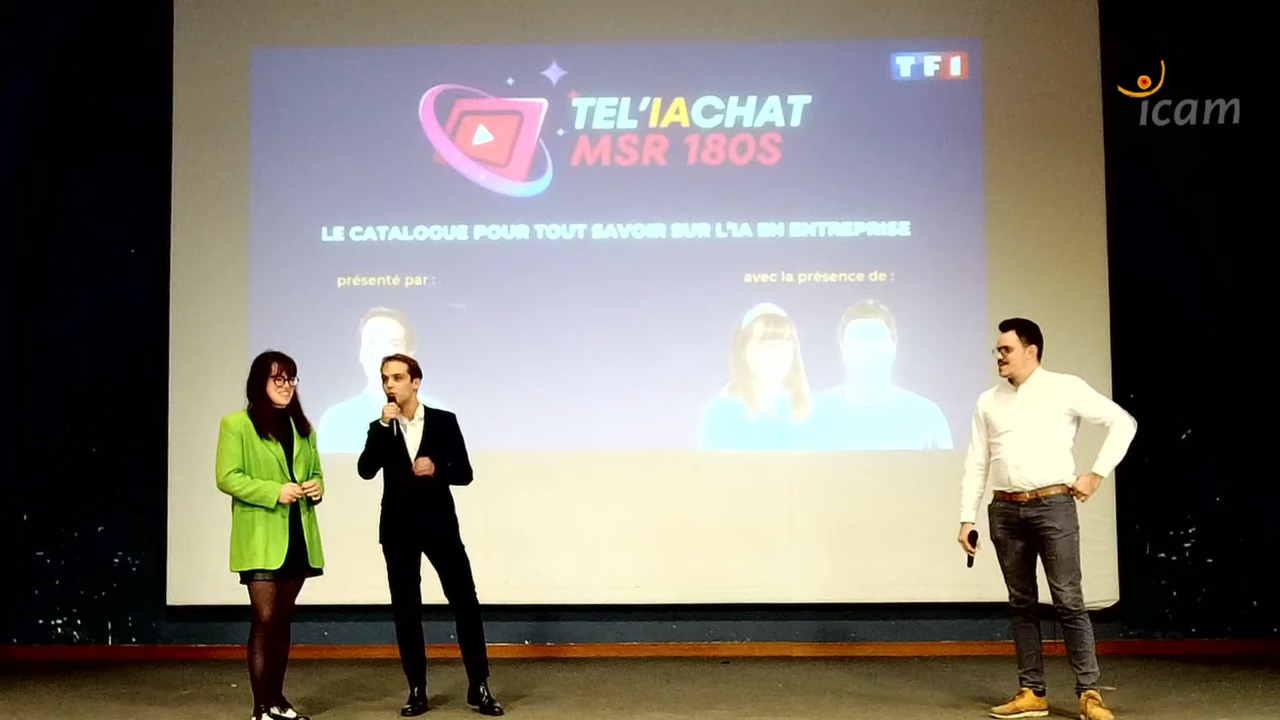 TF1
icam
TEL'IACHAT
MSR 180S
LE CATALOGUE POUR TOUT SAVOIR SUR L'IA EN ENTREPRISE
présenté par :
avec la présence de :